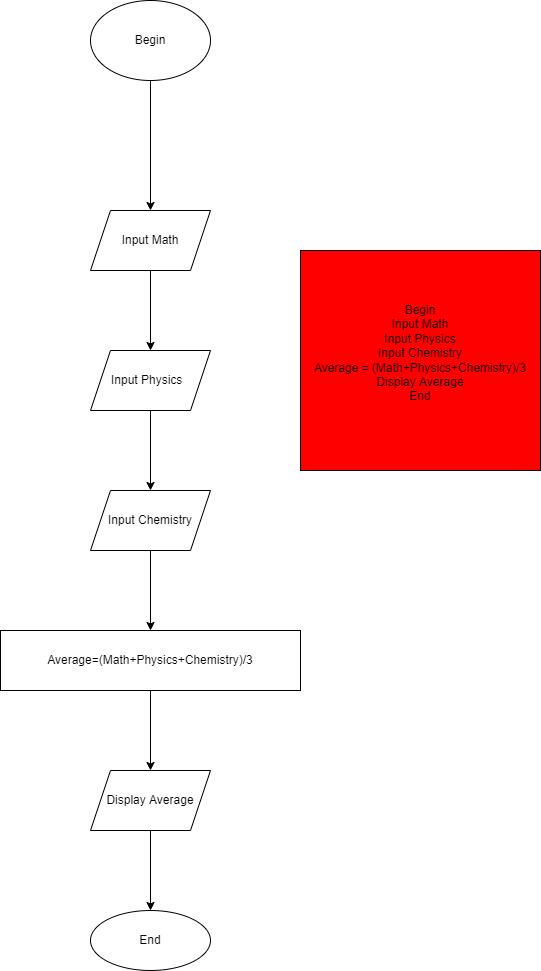 Begin
Input Math
Input Physics
Input Chemistry
Average=(Math+Physics+Chemistry)/3
Display Average
End
Begin
Input Math
Input Physics
Input Chemistry
Average = (Math+Physics+Chemistry)/3
Display Average
End